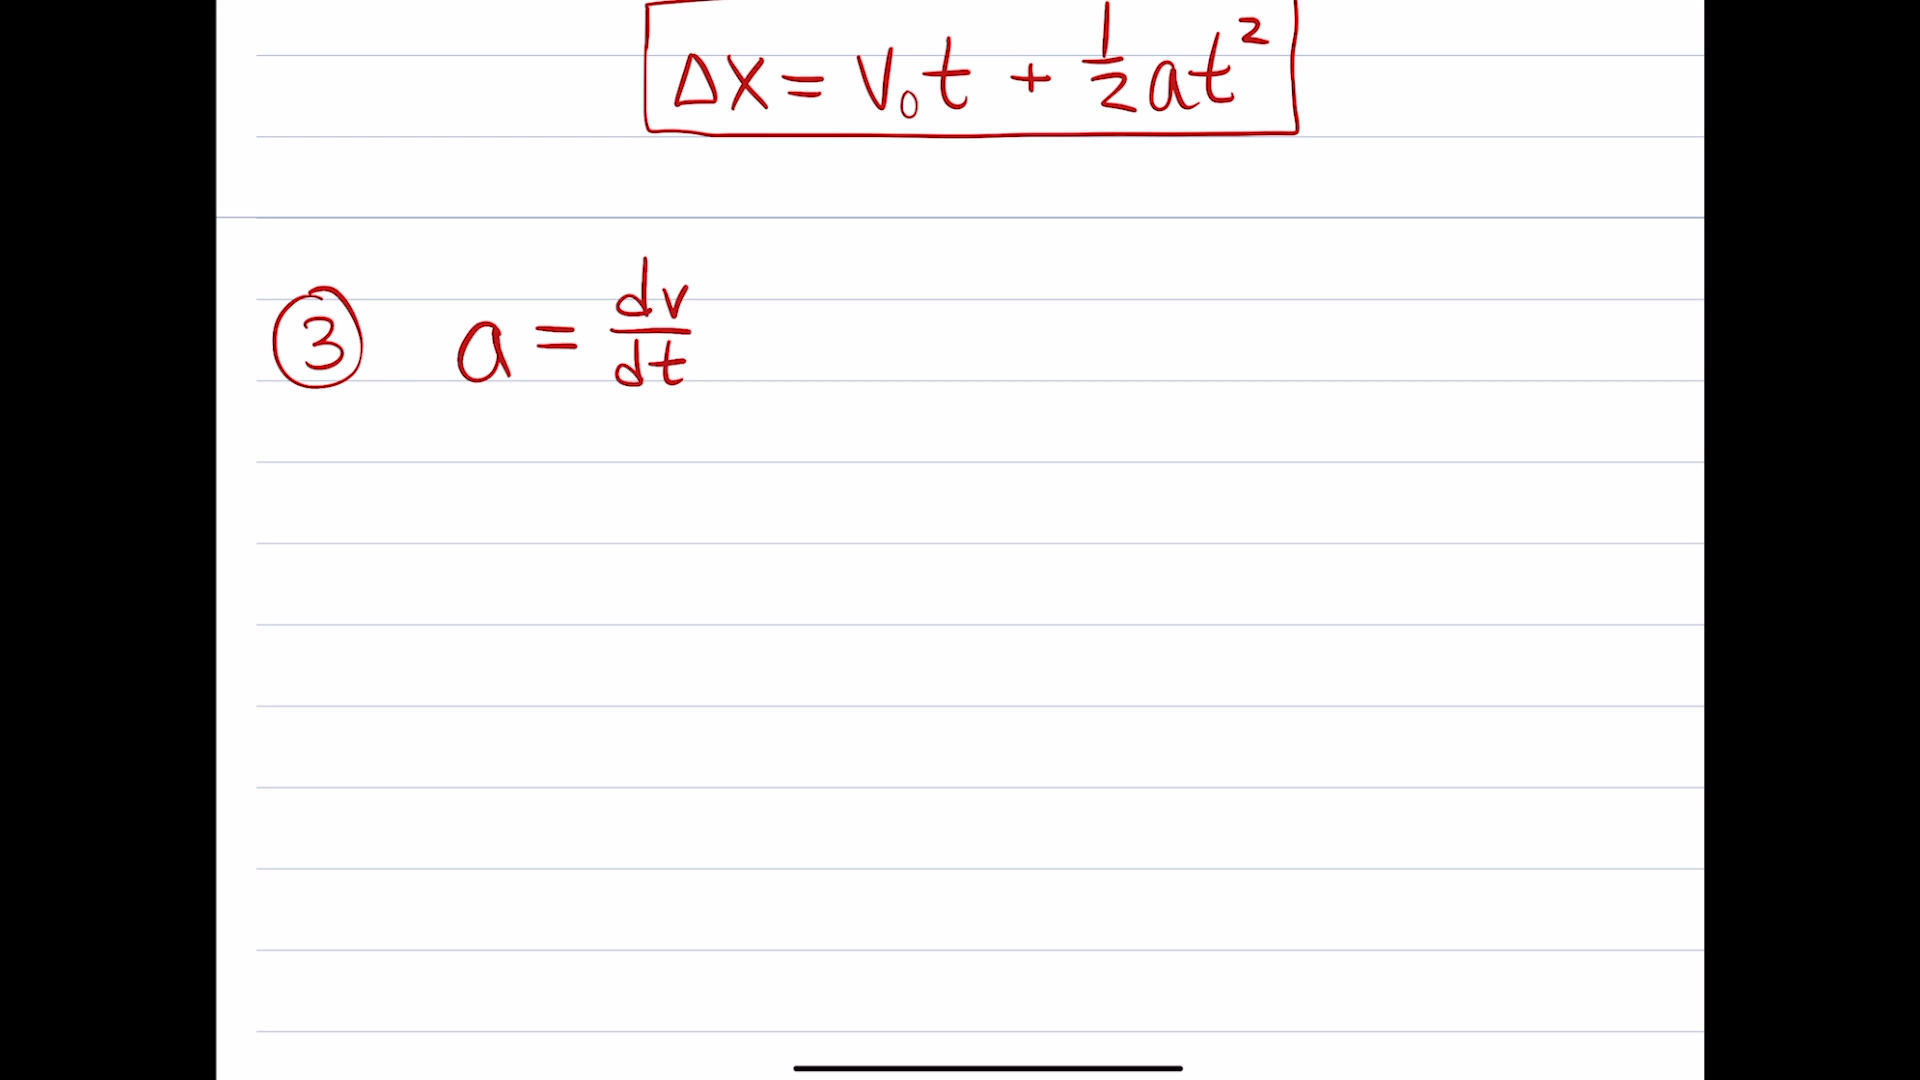 Δx = v₀t + ½at²
③ a = dv/dt